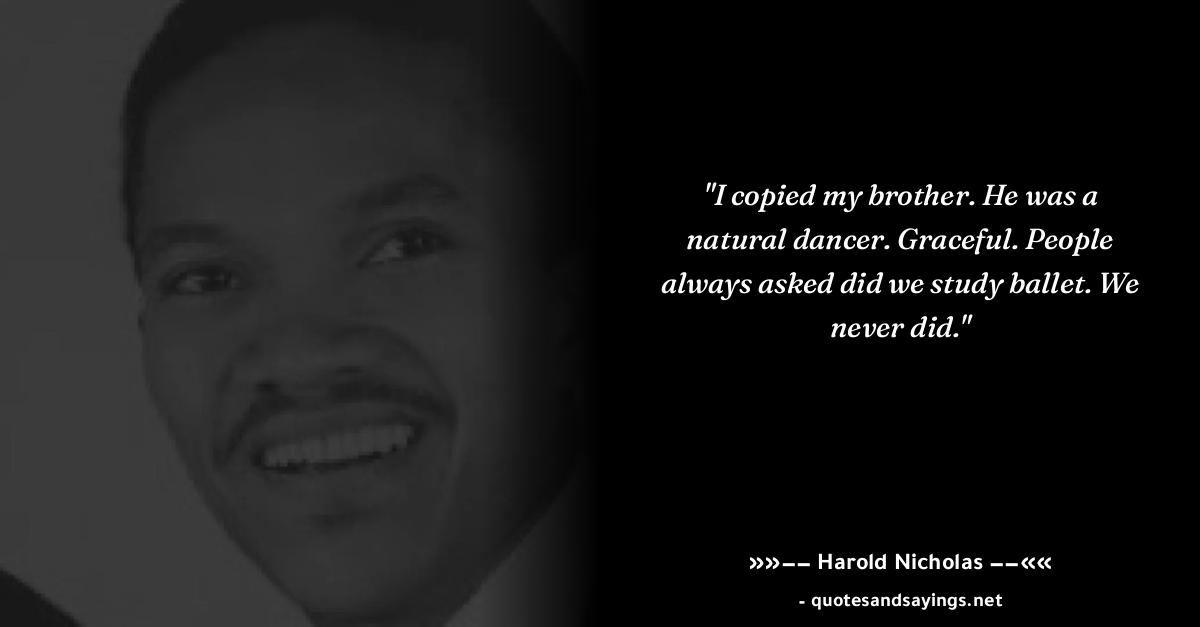 "I copied my brother. He was a
natural dancer. Graceful. People
always asked did we study ballet. We
never did."
»»–– Harold Nicholas ––««
- quotesandsayings.net